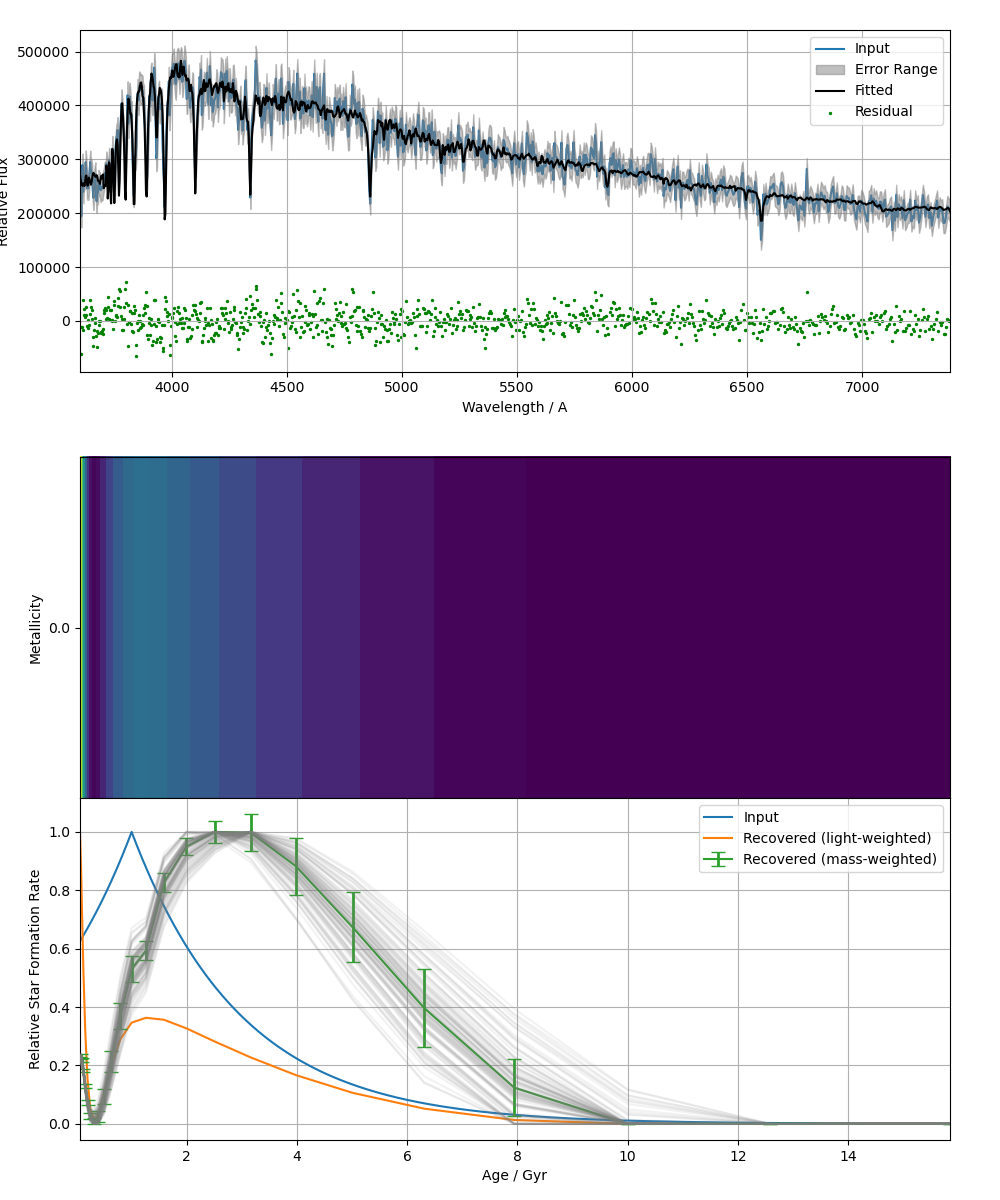 500000
400000
300000
200000
100000
0
Relative Flux
Input
Error Range
Fitted
Residual
4000 4500 5000 5500 6000 6500 7000
Wavelength / A
Metallicity
0.0
1.0
0.8
0.6
0.4
0.2
0.0
Relative Star Formation Rate
Input
Recovered (light-weighted)
Recovered (mass-weighted)
2 4 6 8 10 12 14
Age / Gyr